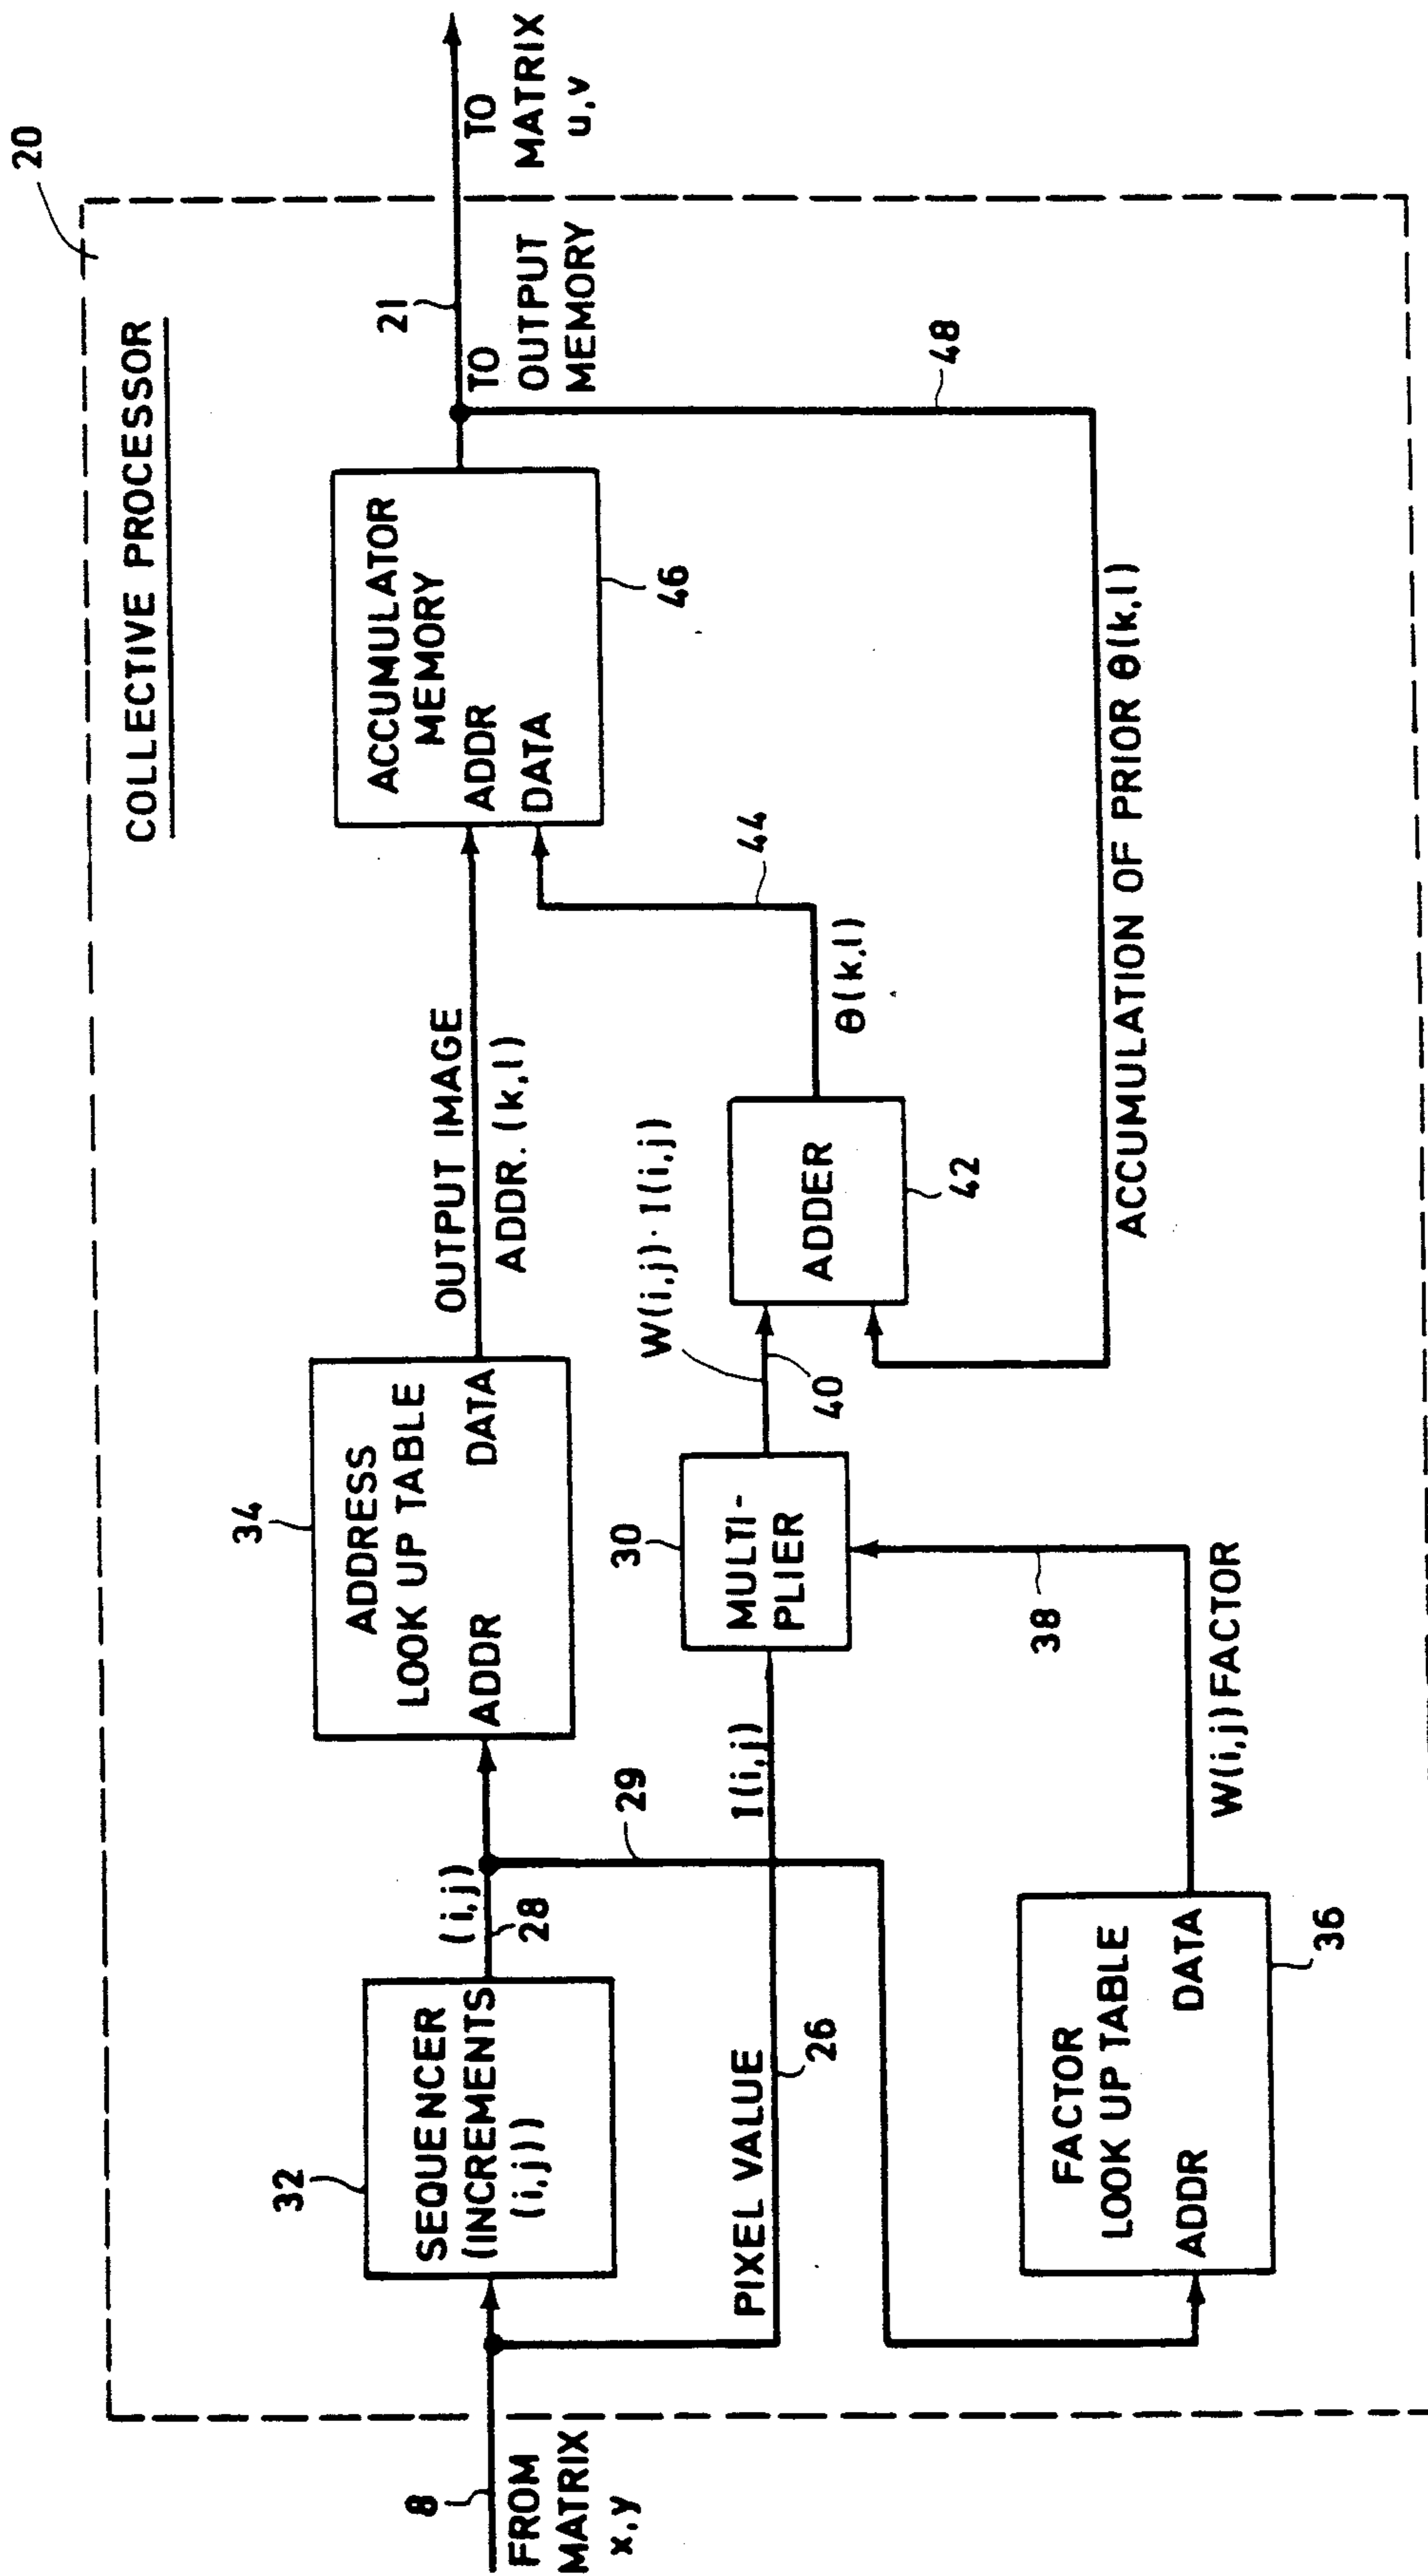 20
COLLECTIVE PROCESSOR
8
FROM
MATRIX
x,y
32
SEQUENCER
(INCREMENTS
(i,j))
(i,j)
28
29
34
ADDRESS
LOOK UP TABLE
ADDR DATA
OUTPUT IMAGE
ADDR. (k,l)
ACCUMULATOR
MEMORY
ADDR
DATA
46
21
TO
OUTPUT
MEMORY
TO
MATRIX
u,v
PIXEL VALUE
26
I(i,j)
30
MULTI-
PLIER
W(i,j)·I(i,j)
40
ADDER
42
θ(k,l)
44
48
FACTOR
LOOK UP TABLE
ADDR DATA
36
W(i,j) FACTOR
38
ACCUMULATION OF PRIOR θ(k,l)